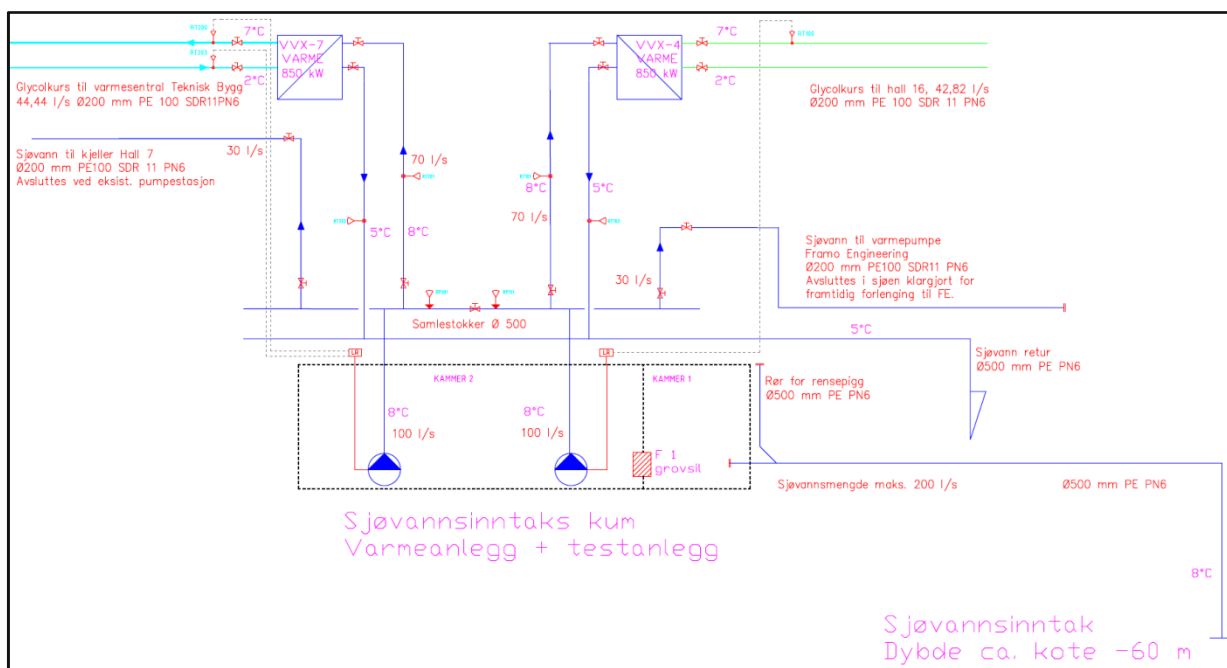 RT200
7°C
VVX-7
VARME
850 kW
RT203
2°C
Glycolkurs til varmesentral Teknisk Bygg
44,44 l/s Ø200 mm PE 100 SDR11PN6
VVX-4
VARME
850 kW
7°C
2°C
Glycolkurs til hall 16, 42,82 l/s
Ø200 mm PE 100 SDR 11 PN6
Sjøvann til kjeller Hall 7
Ø200 mm PE100 SDR 11 PN6
Avsluttes ved eksist. pumpestasjon
30 l/s
70 l/s
5°C
8°C
8°C
5°C
70 l/s
30 l/s
Sjøvann til varmepumpe
Framo Engineering
Ø200 mm PE100 SDR11 PN6
Avsluttes i sjøen klargjort for
framtidig forlenging til FE.
Samlestokker Ø 500
5°C
LR
LR
Sjøvann retur
Ø500 mm PE PN6
KAMMER 2
KAMMER 1
Rør for rensepigg
Ø500 mm PE PN6
8°C
100 l/s
8°C
100 l/s
F 1
grovsil
Sjøvannsmengde maks. 200 l/s
Ø500 mm PE PN6
Sjøvannsinntaks kum
Varmeanlegg + testanlegg
8°C
Sjøvannsinntak
Dybde ca. kote -60 m